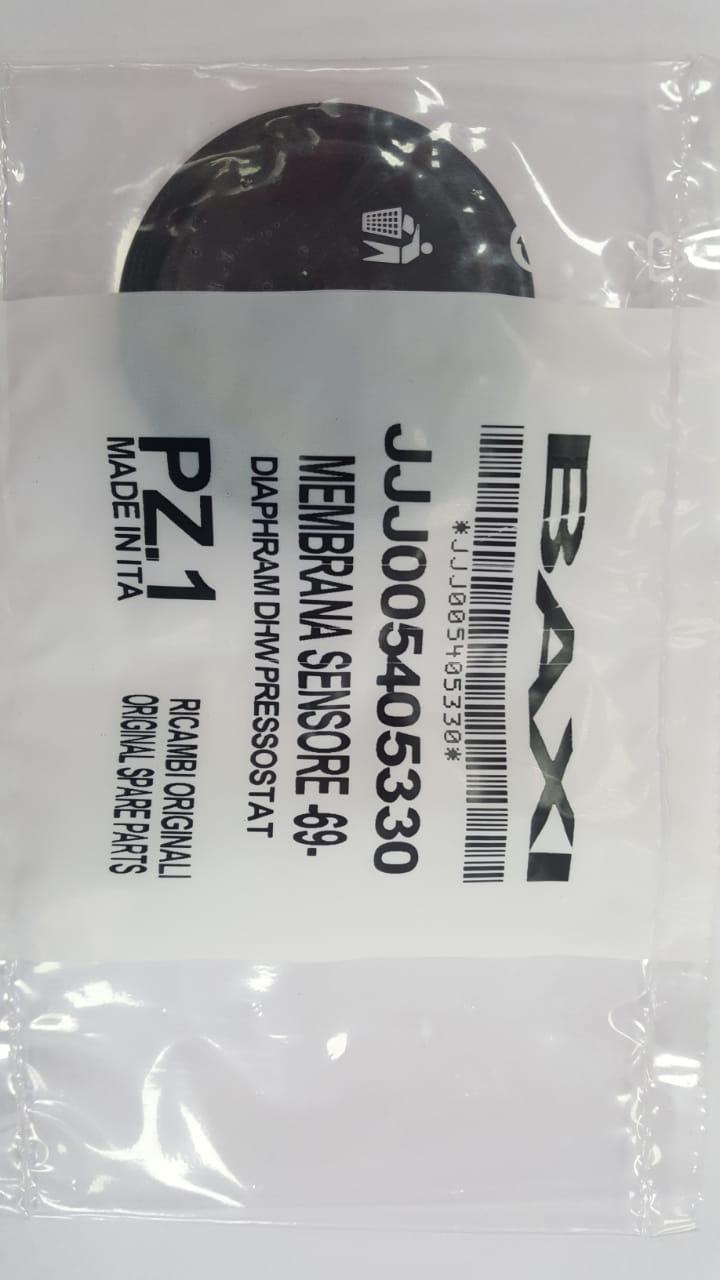 BAXI
*JJJ005405330*
JJJ005405330
MEMBRANA SENSORE -69-
DIAPHRAM DHW PRESSOSTAT
PZ.1
MADE IN ITA
RICAMBI ORIGINALI
ORIGINAL SPARE PARTS